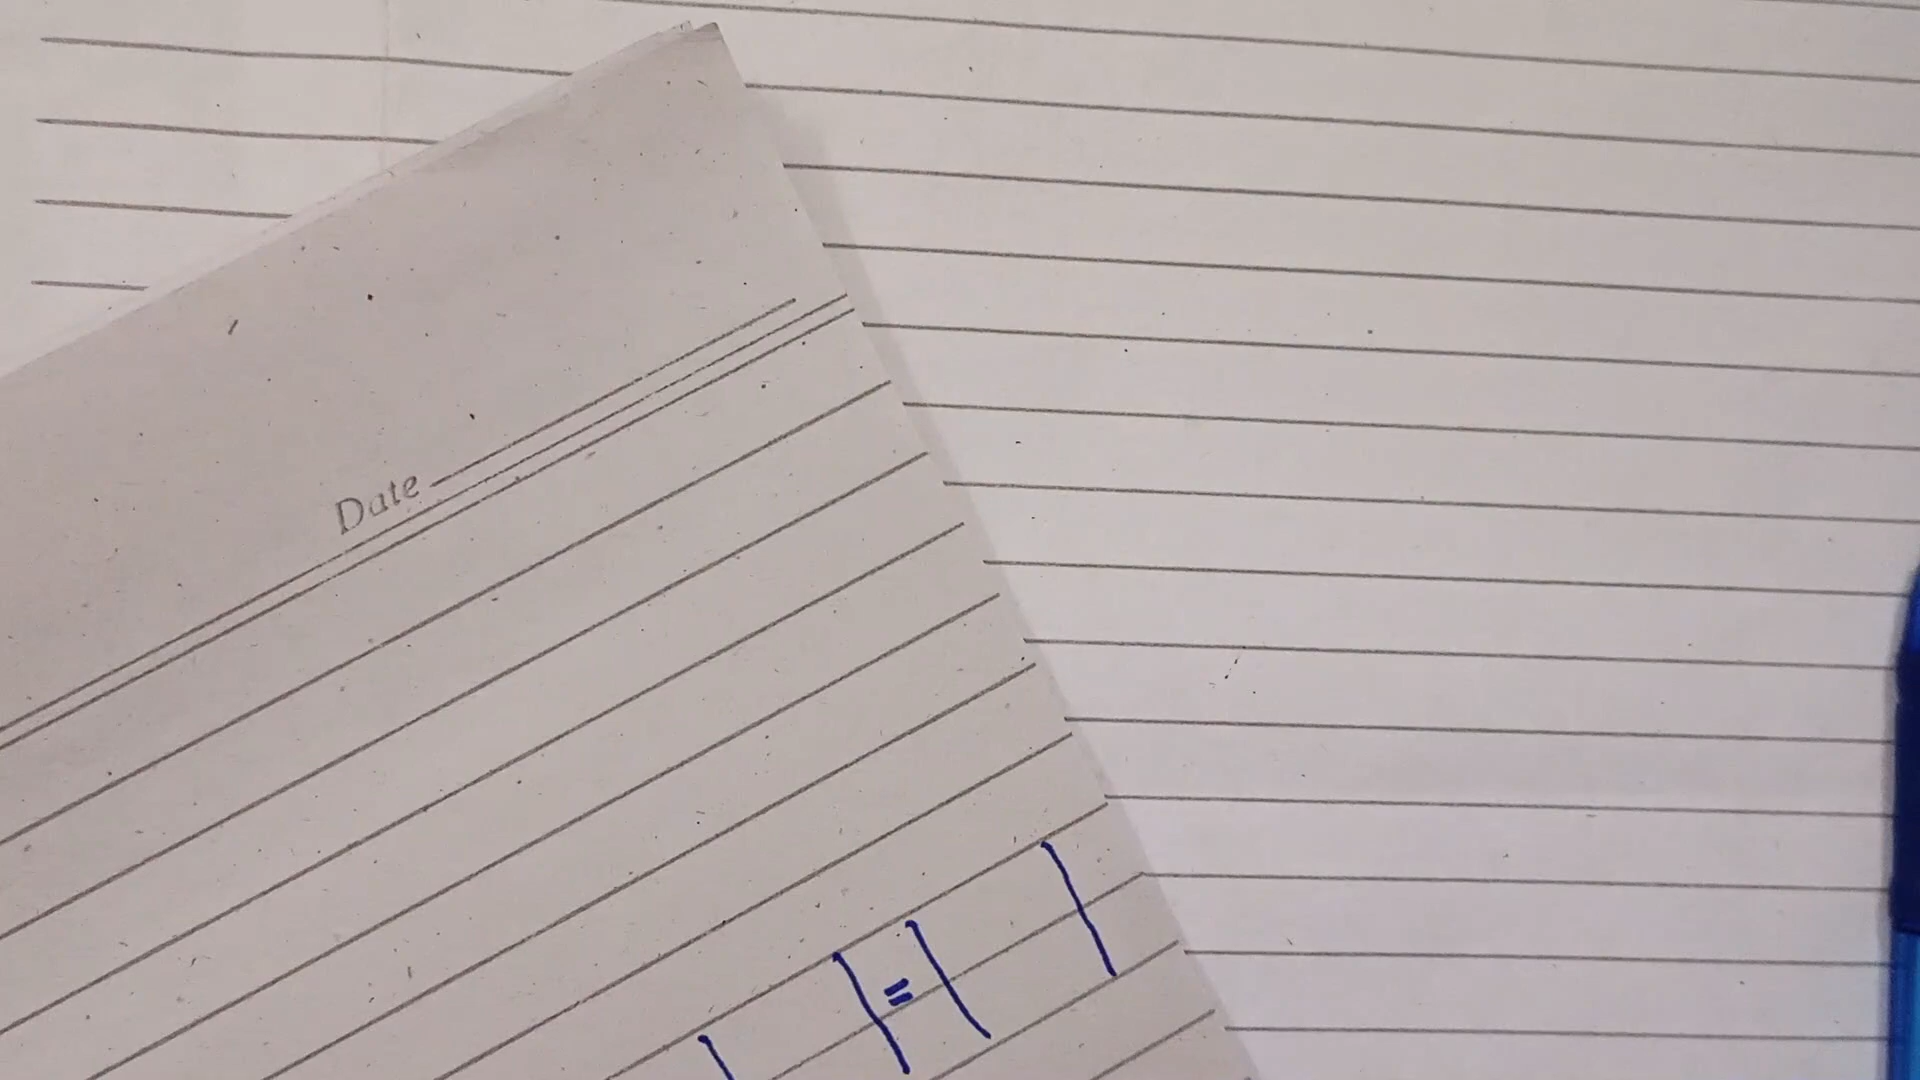 Date
| | = | |